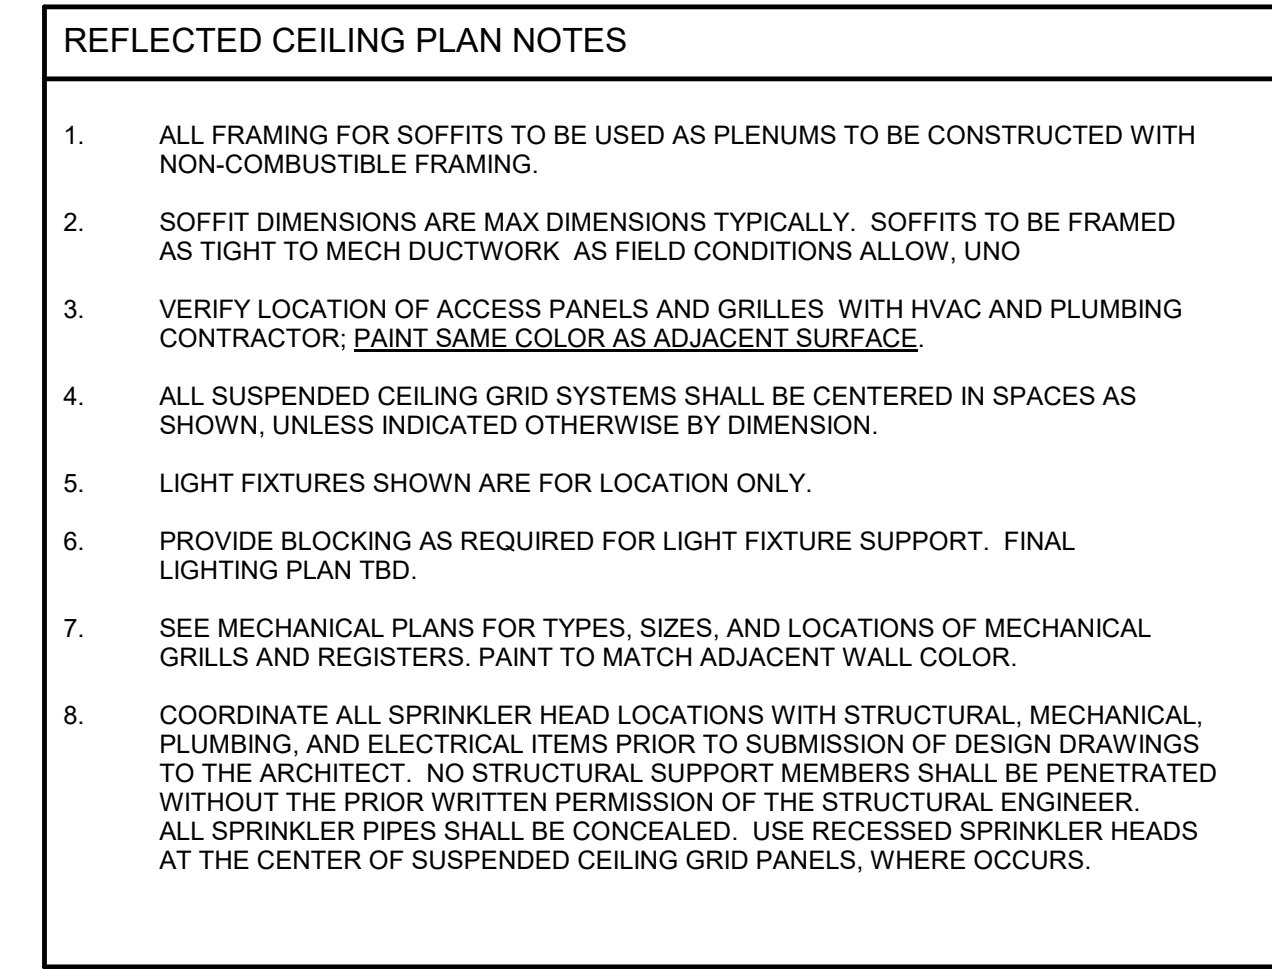 REFLECTED CEILING PLAN NOTES
1. ALL FRAMING FOR SOFFITS TO BE USED AS PLENUMS TO BE CONSTRUCTED WITH
NON-COMBUSTIBLE FRAMING.
2. SOFFIT DIMENSIONS ARE MAX DIMENSIONS TYPICALLY.  SOFFITS TO BE FRAMED
AS TIGHT TO MECH DUCTWORK  AS FIELD CONDITIONS ALLOW, UNO
3. VERIFY LOCATION OF ACCESS PANELS AND GRILLES  WITH HVAC AND PLUMBING
CONTRACTOR; PAINT SAME COLOR AS ADJACENT SURFACE.
4. ALL SUSPENDED CEILING GRID SYSTEMS SHALL BE CENTERED IN SPACES AS
SHOWN, UNLESS INDICATED OTHERWISE BY DIMENSION.
5. LIGHT FIXTURES SHOWN ARE FOR LOCATION ONLY.
6. PROVIDE BLOCKING AS REQUIRED FOR LIGHT FIXTURE SUPPORT.  FINAL
LIGHTING PLAN TBD.
7. SEE MECHANICAL PLANS FOR TYPES, SIZES, AND LOCATIONS OF MECHANICAL
GRILLS AND REGISTERS. PAINT TO MATCH ADJACENT WALL COLOR.
8. COORDINATE ALL SPRINKLER HEAD LOCATIONS WITH STRUCTURAL, MECHANICAL,
PLUMBING, AND ELECTRICAL ITEMS PRIOR TO SUBMISSION OF DESIGN DRAWINGS
TO THE ARCHITECT.  NO STRUCTURAL SUPPORT MEMBERS SHALL BE PENETRATED
WITHOUT THE PRIOR WRITTEN PERMISSION OF THE STRUCTURAL ENGINEER.
ALL SPRINKLER PIPES SHALL BE CONCEALED.  USE RECESSED SPRINKLER HEADS
AT THE CENTER OF SUSPENDED CEILING GRID PANELS, WHERE OCCURS.